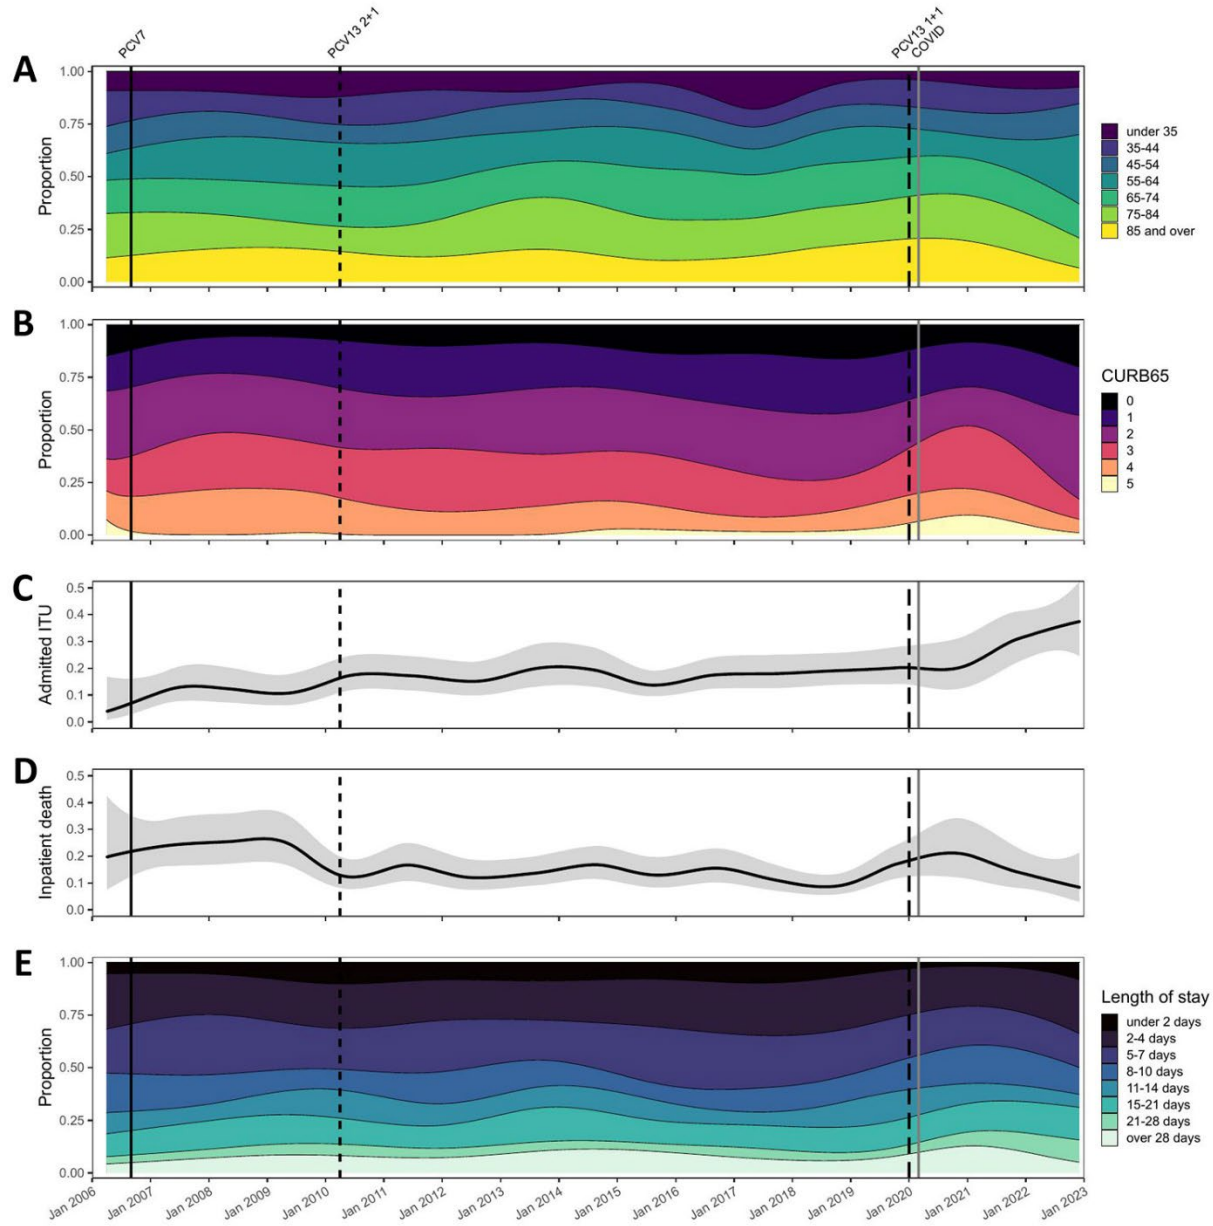 PCV7
PCV13 2+1
PCV13 1+1
COVID
A
1.00
0.75
0.50
0.25
0.00
Proportion
under 35
35-44
45-54
55-64
65-74
75-84
85 and over
B
1.00
0.75
0.50
0.25
0.00
Proportion
CURB65
0
1
2
3
4
5
C
0.5
0.4
0.3
0.2
0.1
0.0
Admitted ITU
D
0.5
0.4
0.3
0.2
0.1
0.0
Inpatient death
E
1.00
0.75
0.50
0.25
0.00
Proportion
Length of stay
under 2 days
2-4 days
5-7 days
8-10 days
11-14 days
15-21 days
21-28 days
over 28 days
Jan 2006
Jan 2007
Jan 2008
Jan 2009
Jan 2010
Jan 2011
Jan 2012
Jan 2013
Jan 2014
Jan 2015
Jan 2016
Jan 2017
Jan 2018
Jan 2019
Jan 2020
Jan 2021
Jan 2022
Jan 2023